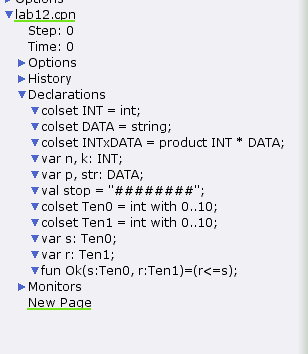 Options
lab12.cpn
Step: 0
Time: 0
Options
History
Declarations
colset INT = int;
colset DATA = string;
colset INTxDATA = product INT * DATA;
var n, k: INT;
var p, str: DATA;
val stop = "########";
colset Ten0 = int with 0..10;
colset Ten1 = int with 0..10;
var s: Ten0;
var r: Ten1;
fun Ok(s:Ten0, r:Ten1)=(r<=s);
Monitors
New Page